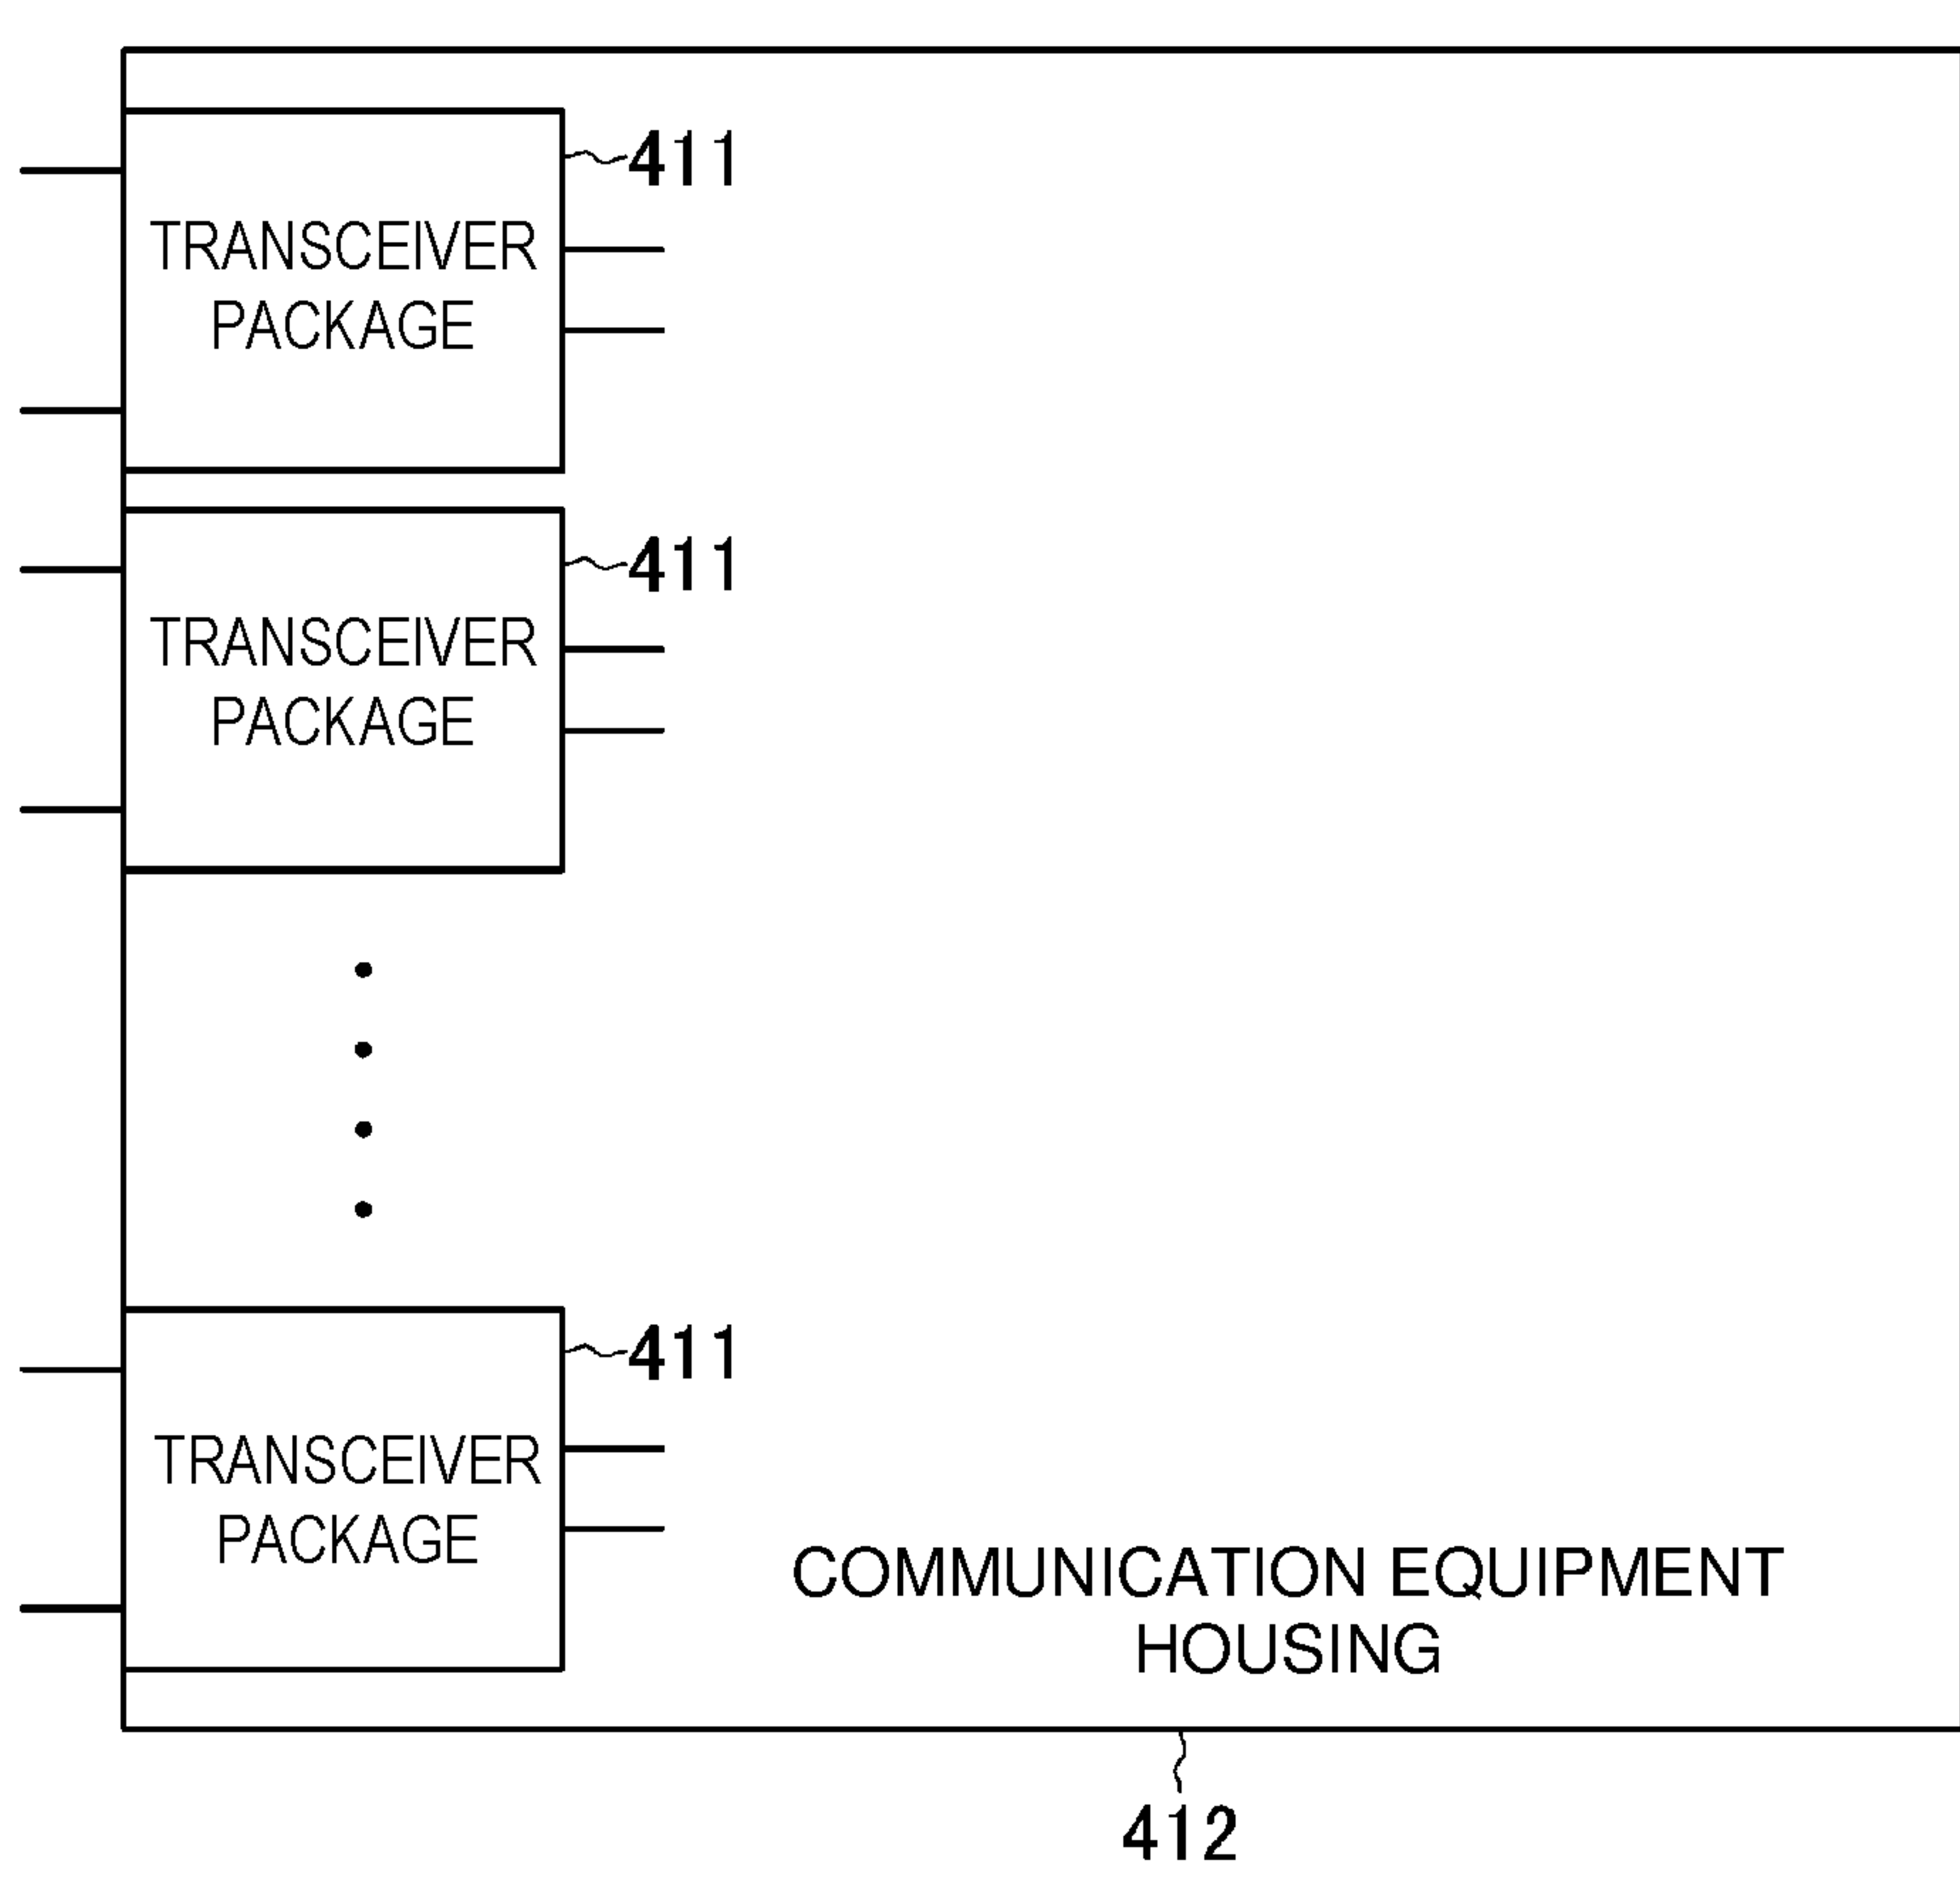 411
TRANSCEIVER
PACKAGE
411
TRANSCEIVER
PACKAGE
411
TRANSCEIVER
PACKAGE
COMMUNICATION EQUIPMENT
HOUSING
412